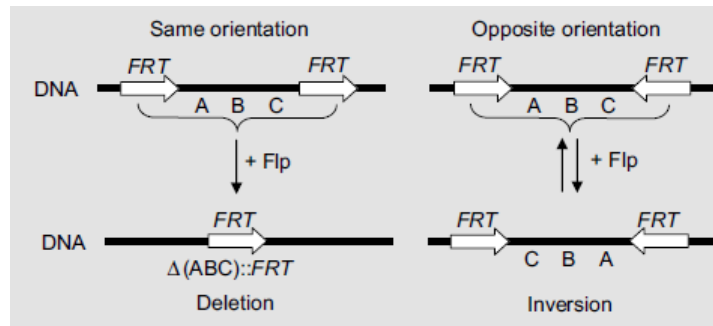 Same orientation
Opposite orientation
FRT FRT
FRT FRT
DNA
A B C
A B C
+ Flp
+ Flp
FRT
FRT FRT
DNA
C B A
Δ(ABC)::FRT
Deletion
Inversion